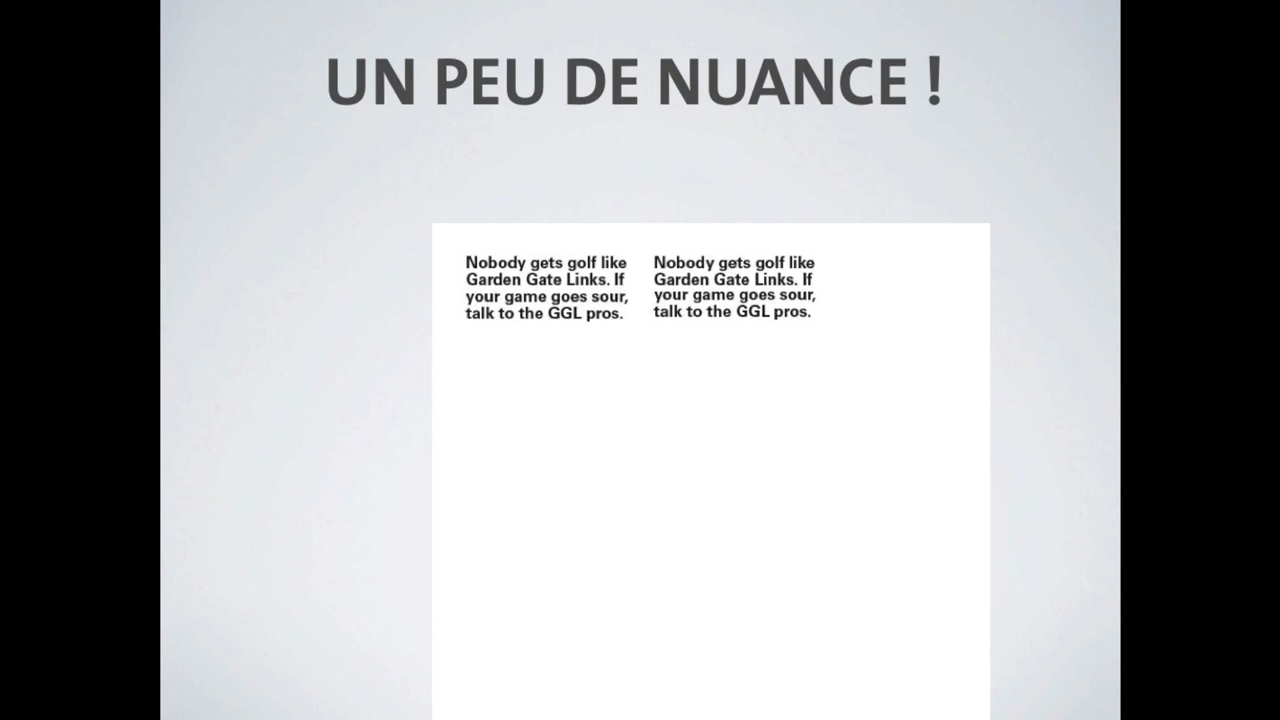 UN PEU DE NUANCE !
Nobody gets golf like
Garden Gate Links. If
your game goes sour,
talk to the GGL pros.
Nobody gets golf like
Garden Gate Links. If
your game goes sour,
talk to the GGL pros.